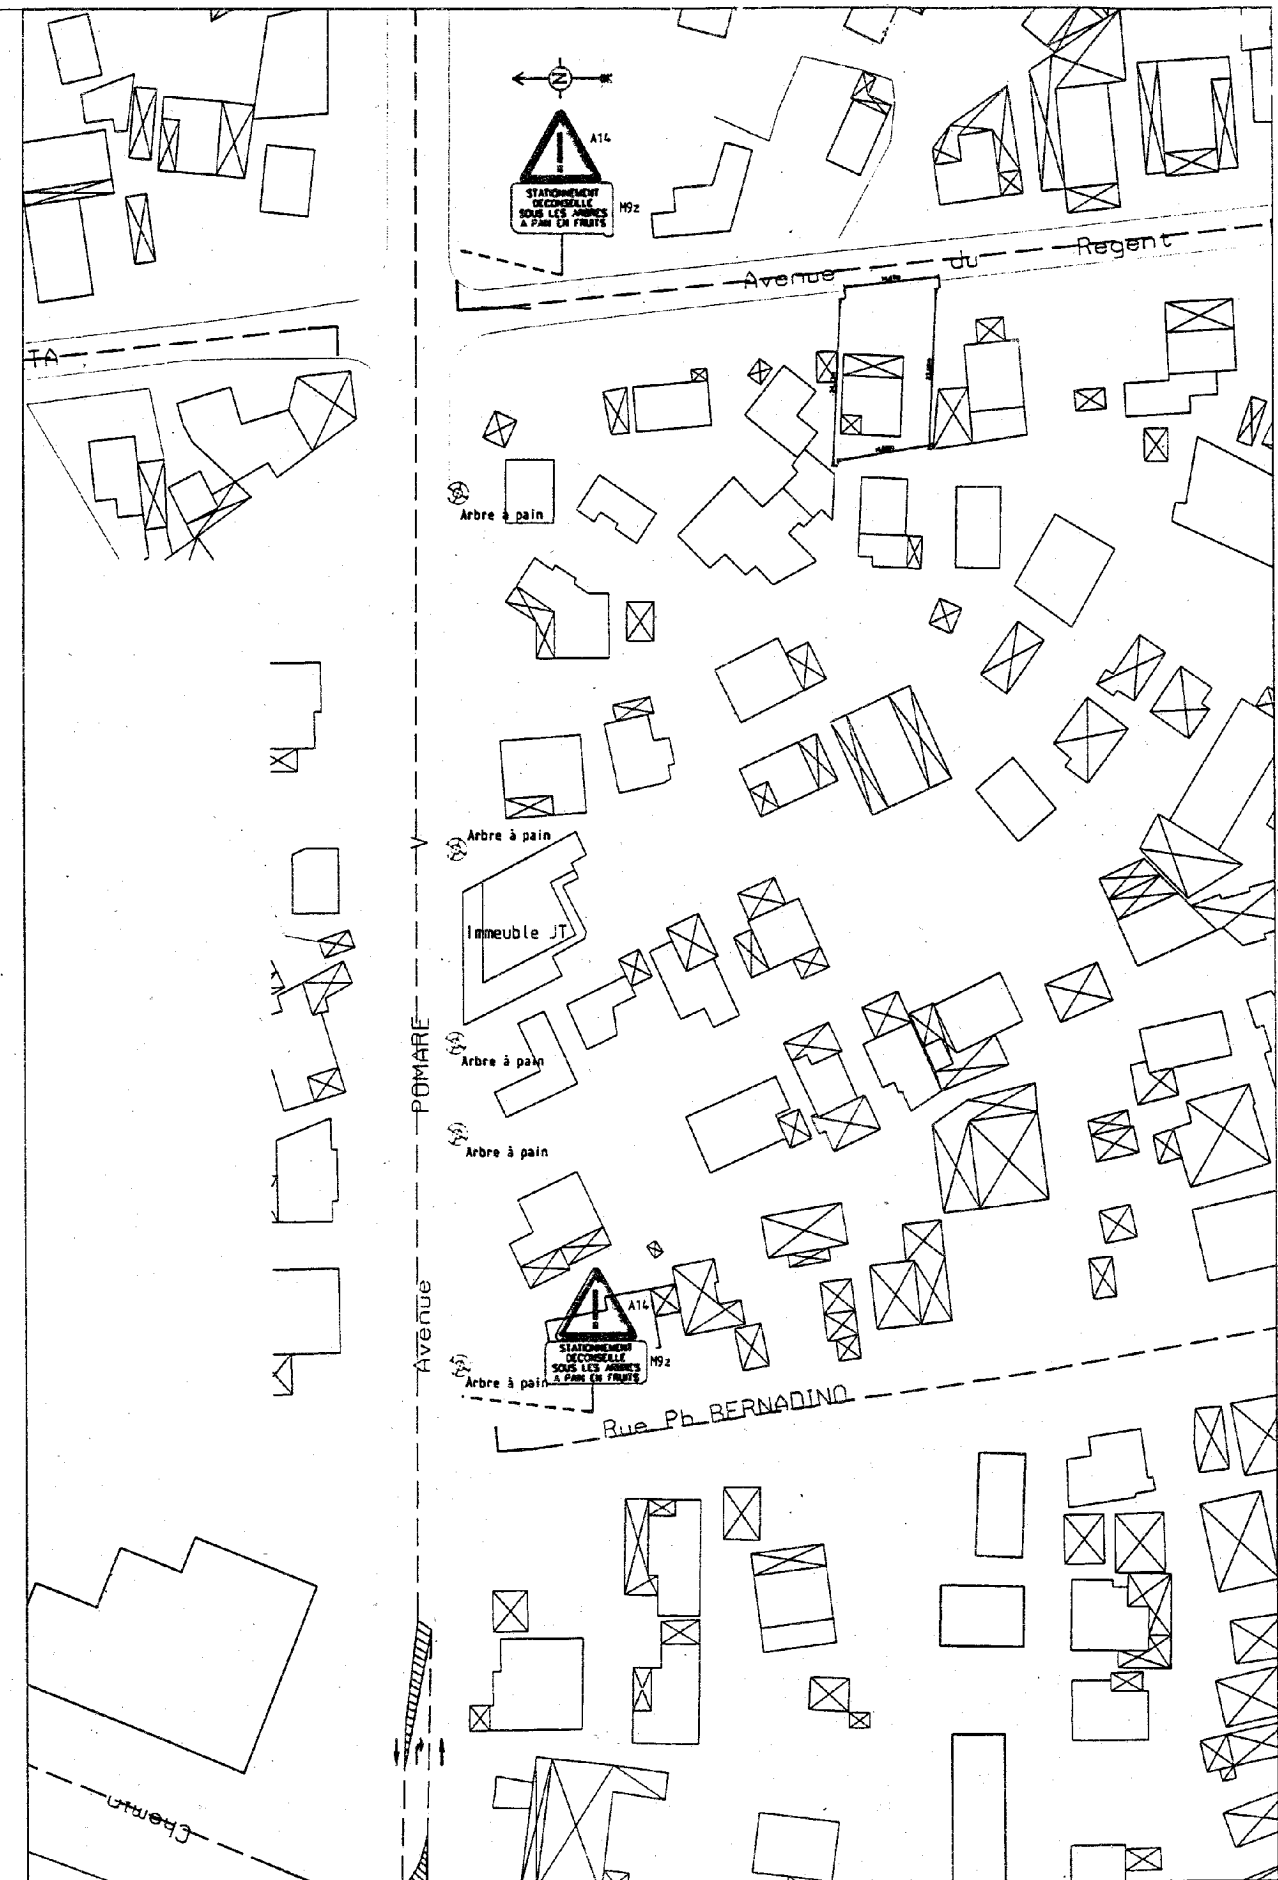 N
A14
STATIONNEMENT
DECONSEILLE
SOUS LES ARBRES
A PAIN EN FRUITS
M9z
Avenue du Regent
TA
Arbre à pain
Arbre à pain
Immeuble JT
Arbre à pain
Arbre à pain
Avenue POMARE V
A14
STATIONNEMENT
DECONSEILLE
SOUS LES ARBRES
A PAIN EN FRUITS
M9z
Arbre à pain
Rue Ph BERNADINO
Chemin